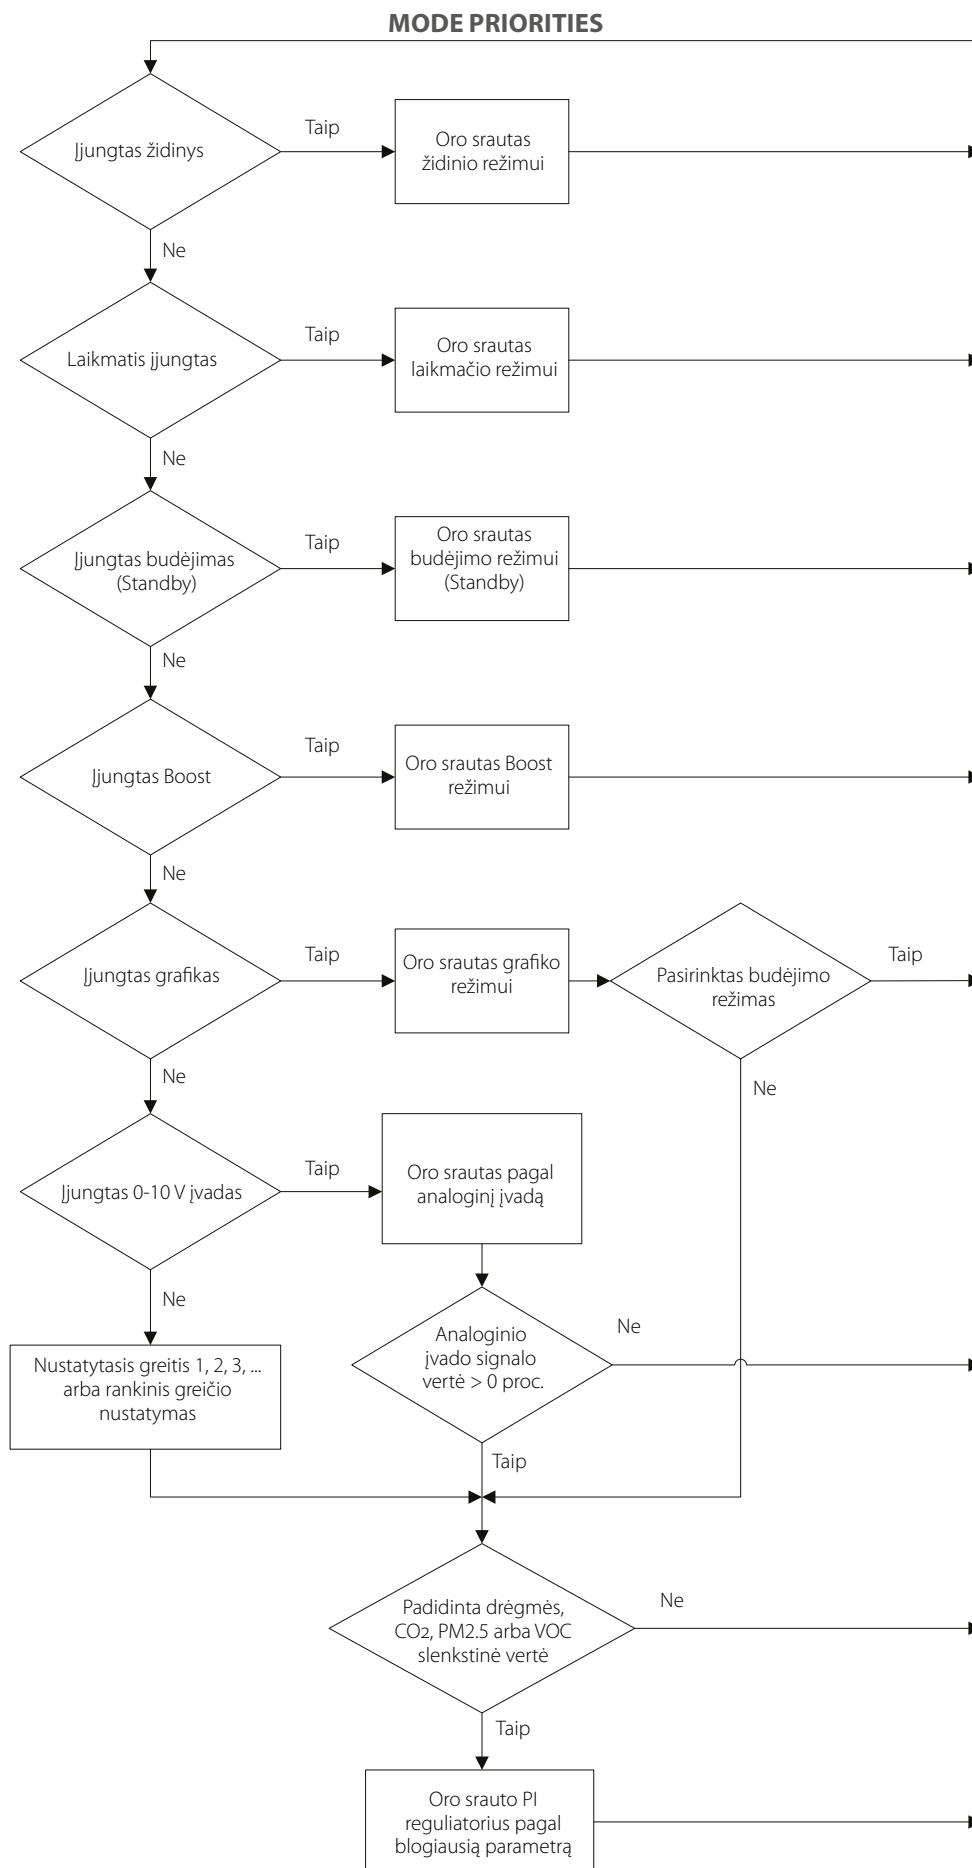 MODE PRIORITIES
Įjungtas židinys
Taip
Oro srautas
židinio režimui
Ne
Laikmatis įjungtas
Taip
Oro srautas
laikmačio režimui
Ne
Įjungtas budėjimas
(Standby)
Taip
Oro srautas
budėjimo režimui
(Standby)
Ne
Įjungtas Boost
Taip
Oro srautas Boost
režimui
Ne
Įjungtas grafikas
Taip
Oro srautas grafiko
režimui
Pasirinktas budėjimo
režimas
Taip
Ne
Ne
Įjungtas 0-10 V įvadas
Taip
Oro srautas pagal
analoginį įvadą
Ne
Nustatytasis greitis 1, 2, 3, ...
arba rankinis greičio
nustatymas
Analoginio
įvado signalo
vertė > 0 proc.
Ne
Taip
Padidinta drėgmės,
CO2, PM2.5 arba VOC
slenkstinė vertė
Ne
Taip
Oro srauto PI
reguliatorius pagal
blogiausią parametrą